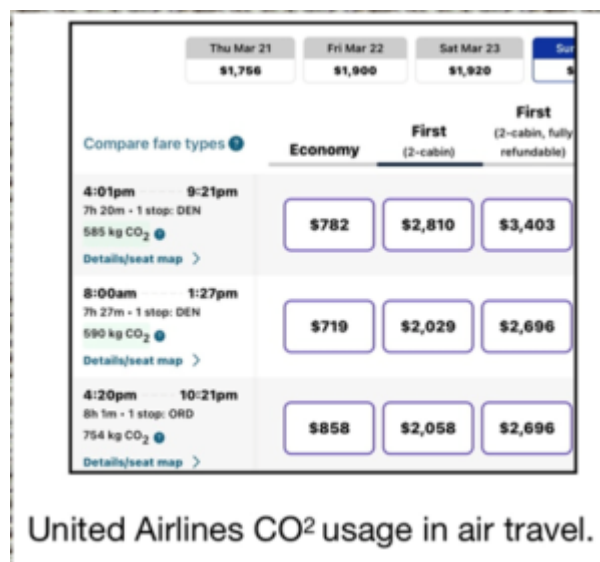 Thu Mar 21 Fri Mar 22 Sat Mar 23 Sun
$1,756 $1,900 $1,920 $
Compare fare types ?
Economy
First
(2-cabin)
First
(2-cabin, fully
refundable)
4:01pm 9:21pm
7h 20m • 1 stop: DEN
585 kg CO2 ?
Details/seat map >
$782 $2,810 $3,403
8:00am 1:27pm
7h 27m • 1 stop: DEN
590 kg CO2 ?
Details/seat map >
$719 $2,029 $2,696
4:20pm 10:21pm
8h 1m • 1 stop: ORD
754 kg CO2 ?
Details/seat map >
$858 $2,058 $2,696
United Airlines CO² usage in air travel.